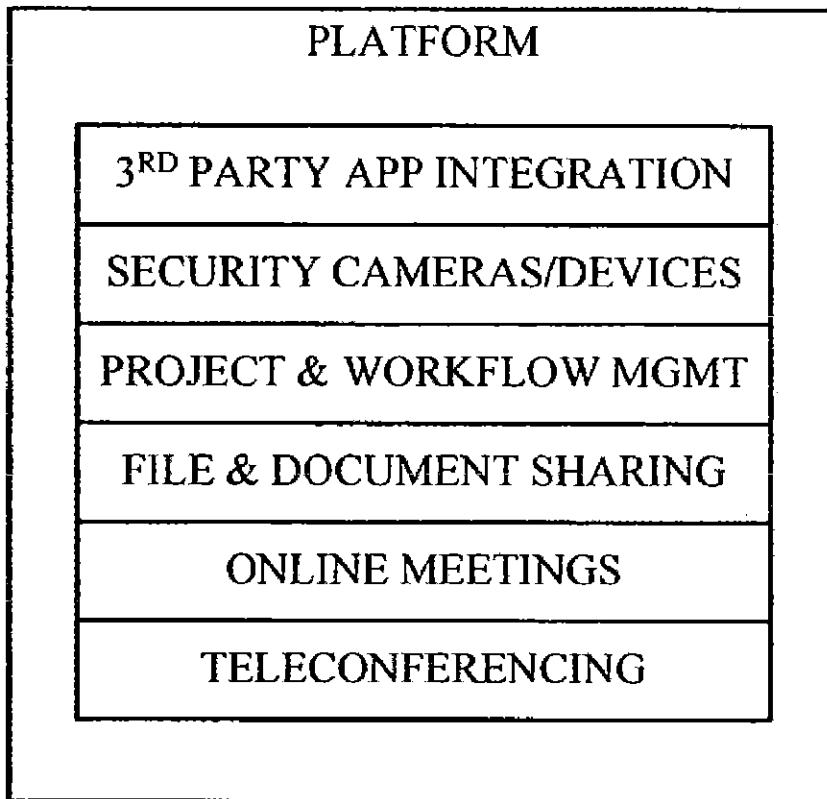 PLATFORM
3RD PARTY APP INTEGRATION
SECURITY CAMERAS/DEVICES
PROJECT & WORKFLOW MGMT
FILE & DOCUMENT SHARING
ONLINE MEETINGS
TELECONFERENCING